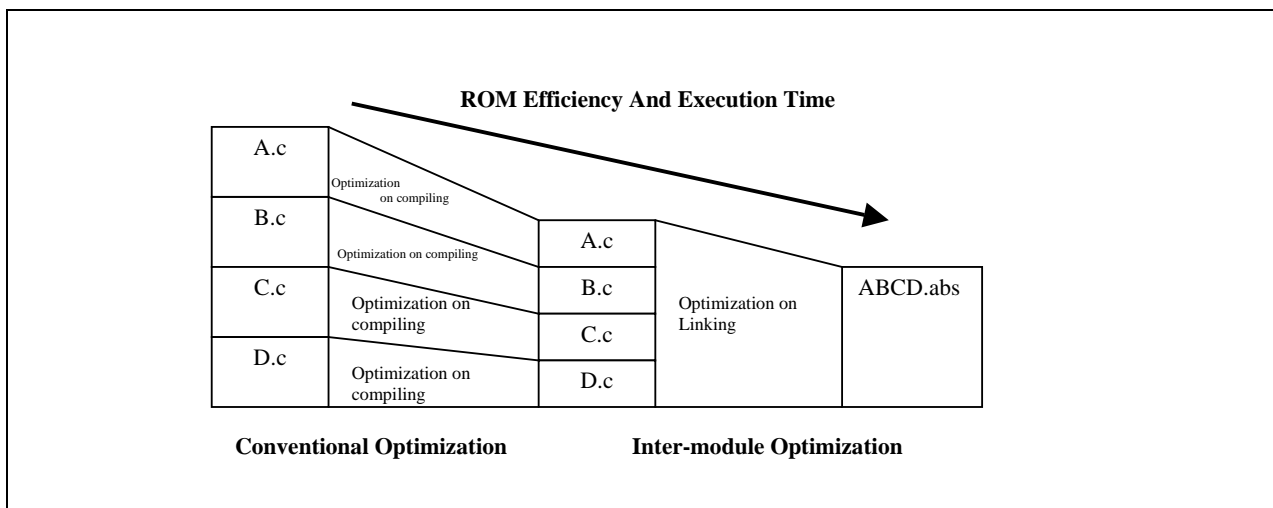 ROM Efficiency And Execution Time
A.c
B.c
C.c
D.c
Optimization
on compiling
Optimization on compiling
Optimization on
compiling
Optimization on
compiling
A.c
B.c
C.c
D.c
Optimization on
Linking
ABCD.abs
Conventional Optimization
Inter-module Optimization